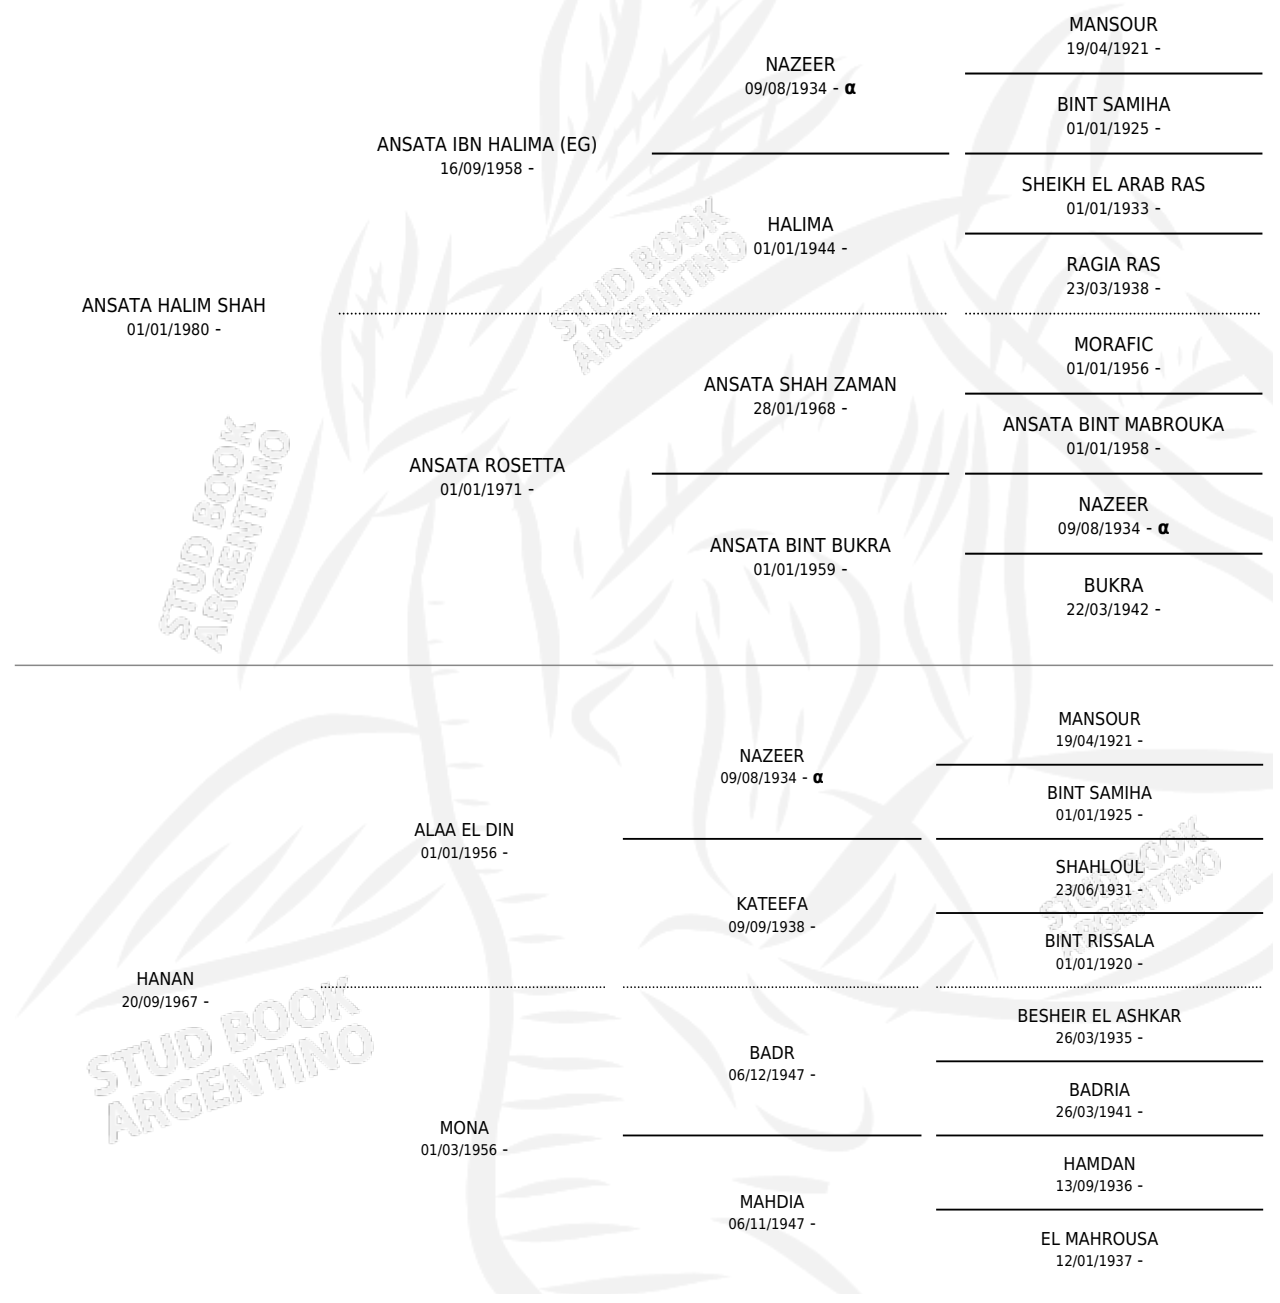 MANSOUR
19/04/1921 -
NAZEER
09/08/1934 - α
BINT SAMIHA
01/01/1925 -
ANSATA IBN HALIMA (EG)
16/09/1958 -
SHEIKH EL ARAB RAS
01/01/1933 -
HALIMA
01/01/1944 -
RAGIA RAS
23/03/1938 -
ANSATA HALIM SHAH
01/01/1980 -
STUD BOOK
ARGENTINO
MORAFIC
01/01/1956 -
ANSATA SHAH ZAMAN
28/01/1968 -
ANSATA BINT MABROUKA
01/01/1958 -
ANSATA ROSETTA
01/01/1971 -
NAZEER
09/08/1934 - α
ANSATA BINT BUKRA
01/01/1959 -
BUKRA
22/03/1942 -
STUD BOOK
ARGENTINO
MANSOUR
19/04/1921 -
NAZEER
09/08/1934 - α
BINT SAMIHA
01/01/1925 -
ALAA EL DIN
01/01/1956 -
SHAHLOUL
23/06/1931 -
STUD BOOK
ARGENTINO
KATEEFA
09/09/1938 -
BINT RISSALA
01/01/1920 -
HANAN
20/09/1967 -
STUD BOOK
ARGENTINO
BESHEIR EL ASHKAR
26/03/1935 -
BADR
06/12/1947 -
BADRIA
26/03/1941 -
MONA
01/03/1956 -
HAMDAN
13/09/1936 -
MAHDIA
06/11/1947 -
EL MAHROUSA
12/01/1937 -